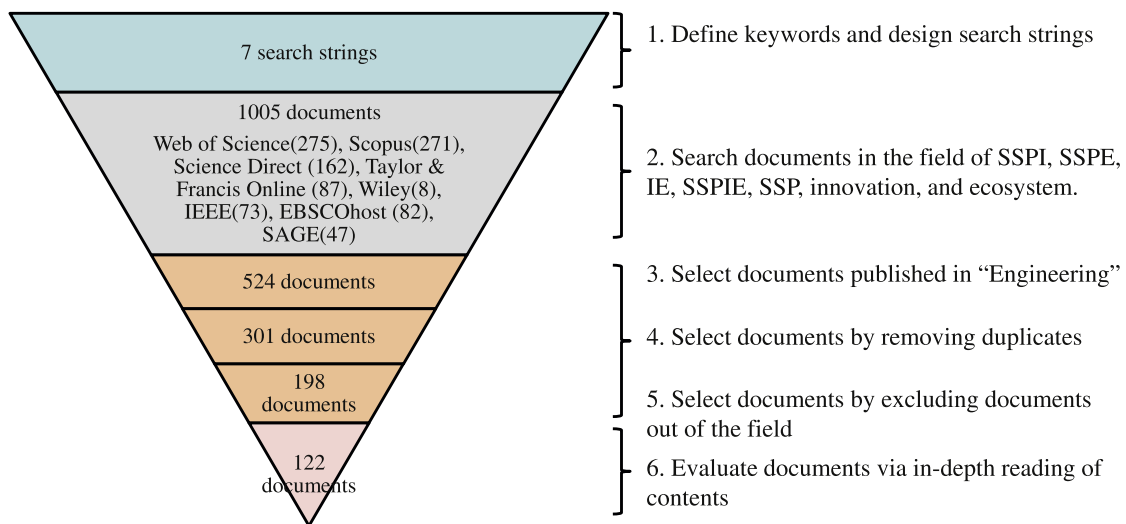 7 search strings
1005 documents
Web of Science(275), Scopus(271),
Science Direct (162), Taylor &
Francis Online (87), Wiley(8),
IEEE(73), EBSCOhost (82),
SAGE(47)
524 documents
301 documents
198
documents
122
documents
1. Define keywords and design search strings
2. Search documents in the field of SSPI, SSPE,
IE, SSPIE, SSP, innovation, and ecosystem.
3. Select documents published in “Engineering”
4. Select documents by removing duplicates
5. Select documents by excluding documents
out of the field
6. Evaluate documents via in-depth reading of
contents